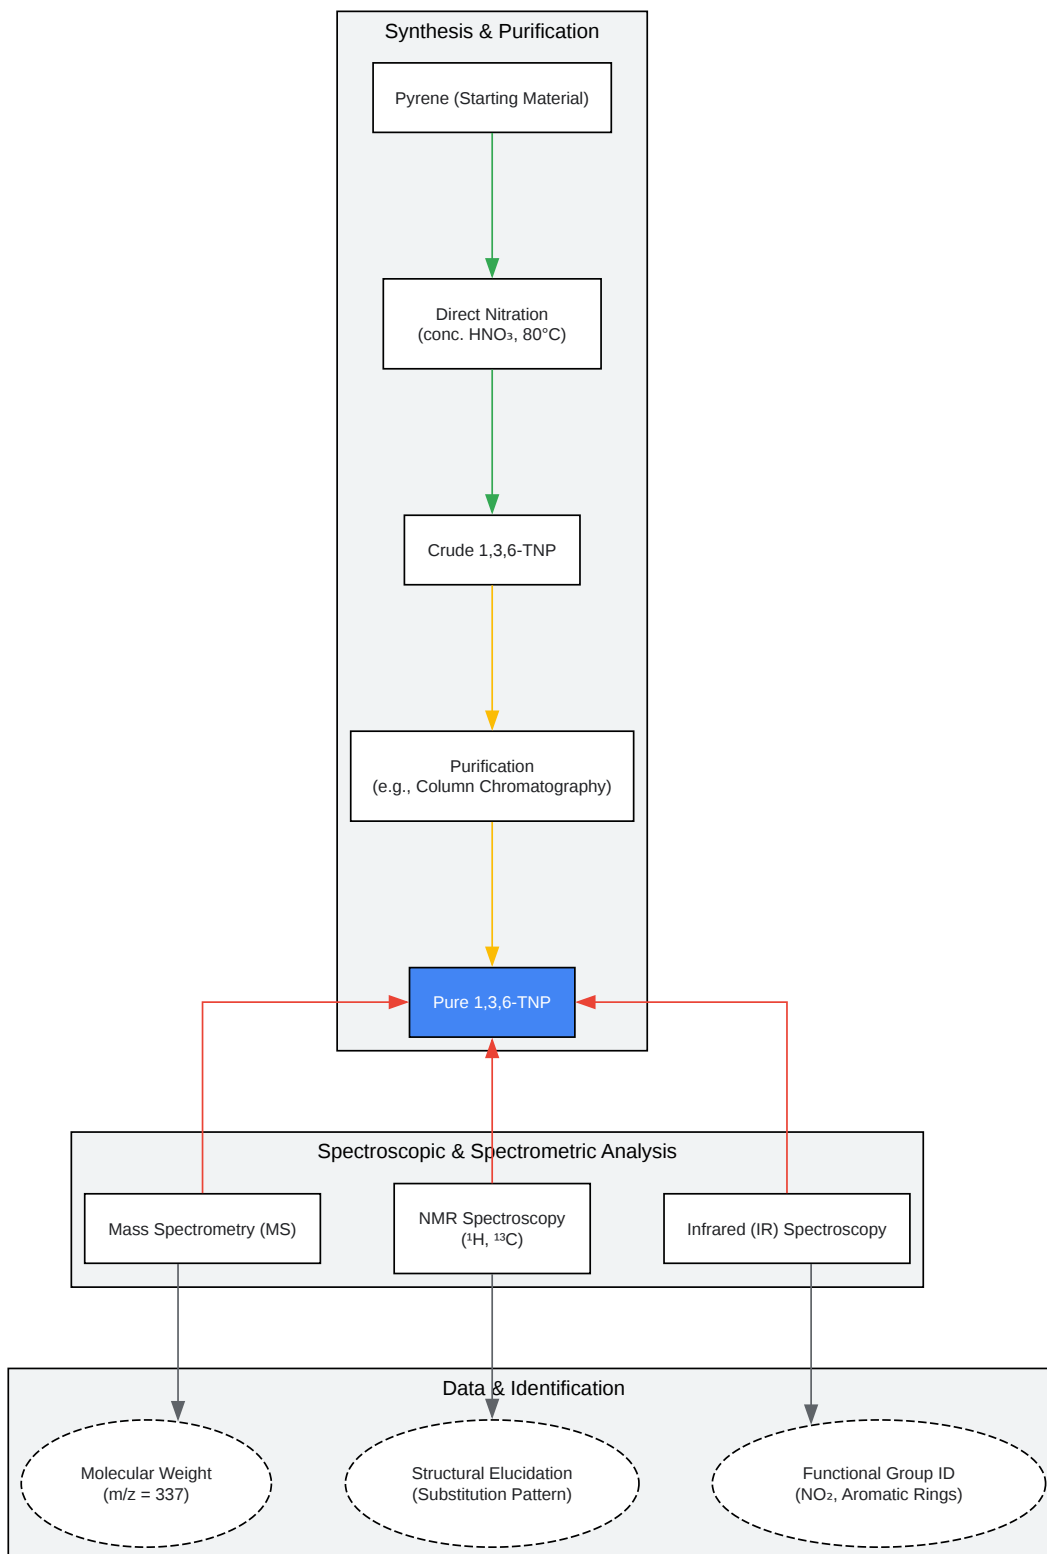 Synthesis & Purification
Pyrene (Starting Material)
Direct Nitration
(conc. HNO₃, 80°C)
Crude 1,3,6-TNP
Purification
(e.g., Column Chromatography)
Pure 1,3,6-TNP
Spectroscopic & Spectrometric Analysis
Mass Spectrometry (MS)
NMR Spectroscopy
(¹H, ¹³C)
Infrared (IR) Spectroscopy
Data & Identification
Molecular Weight
(m/z = 337)
Structural Elucidation
(Substitution Pattern)
Functional Group ID
(NO₂, Aromatic Rings)